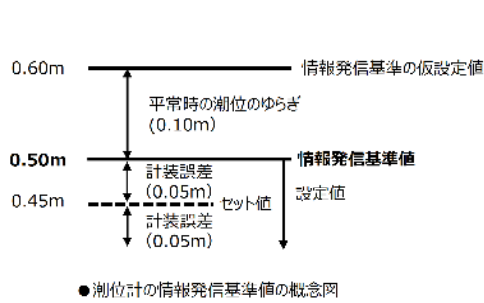 0.60m 情報発信基準の仮設定値
平常時の潮位のゆらぎ
(0.10m)
0.50m 情報発信基準値
計装誤差
(0.05m)
設定値
0.45m セット値
計装誤差
(0.05m)
●潮位計の情報発信基準値の概念図